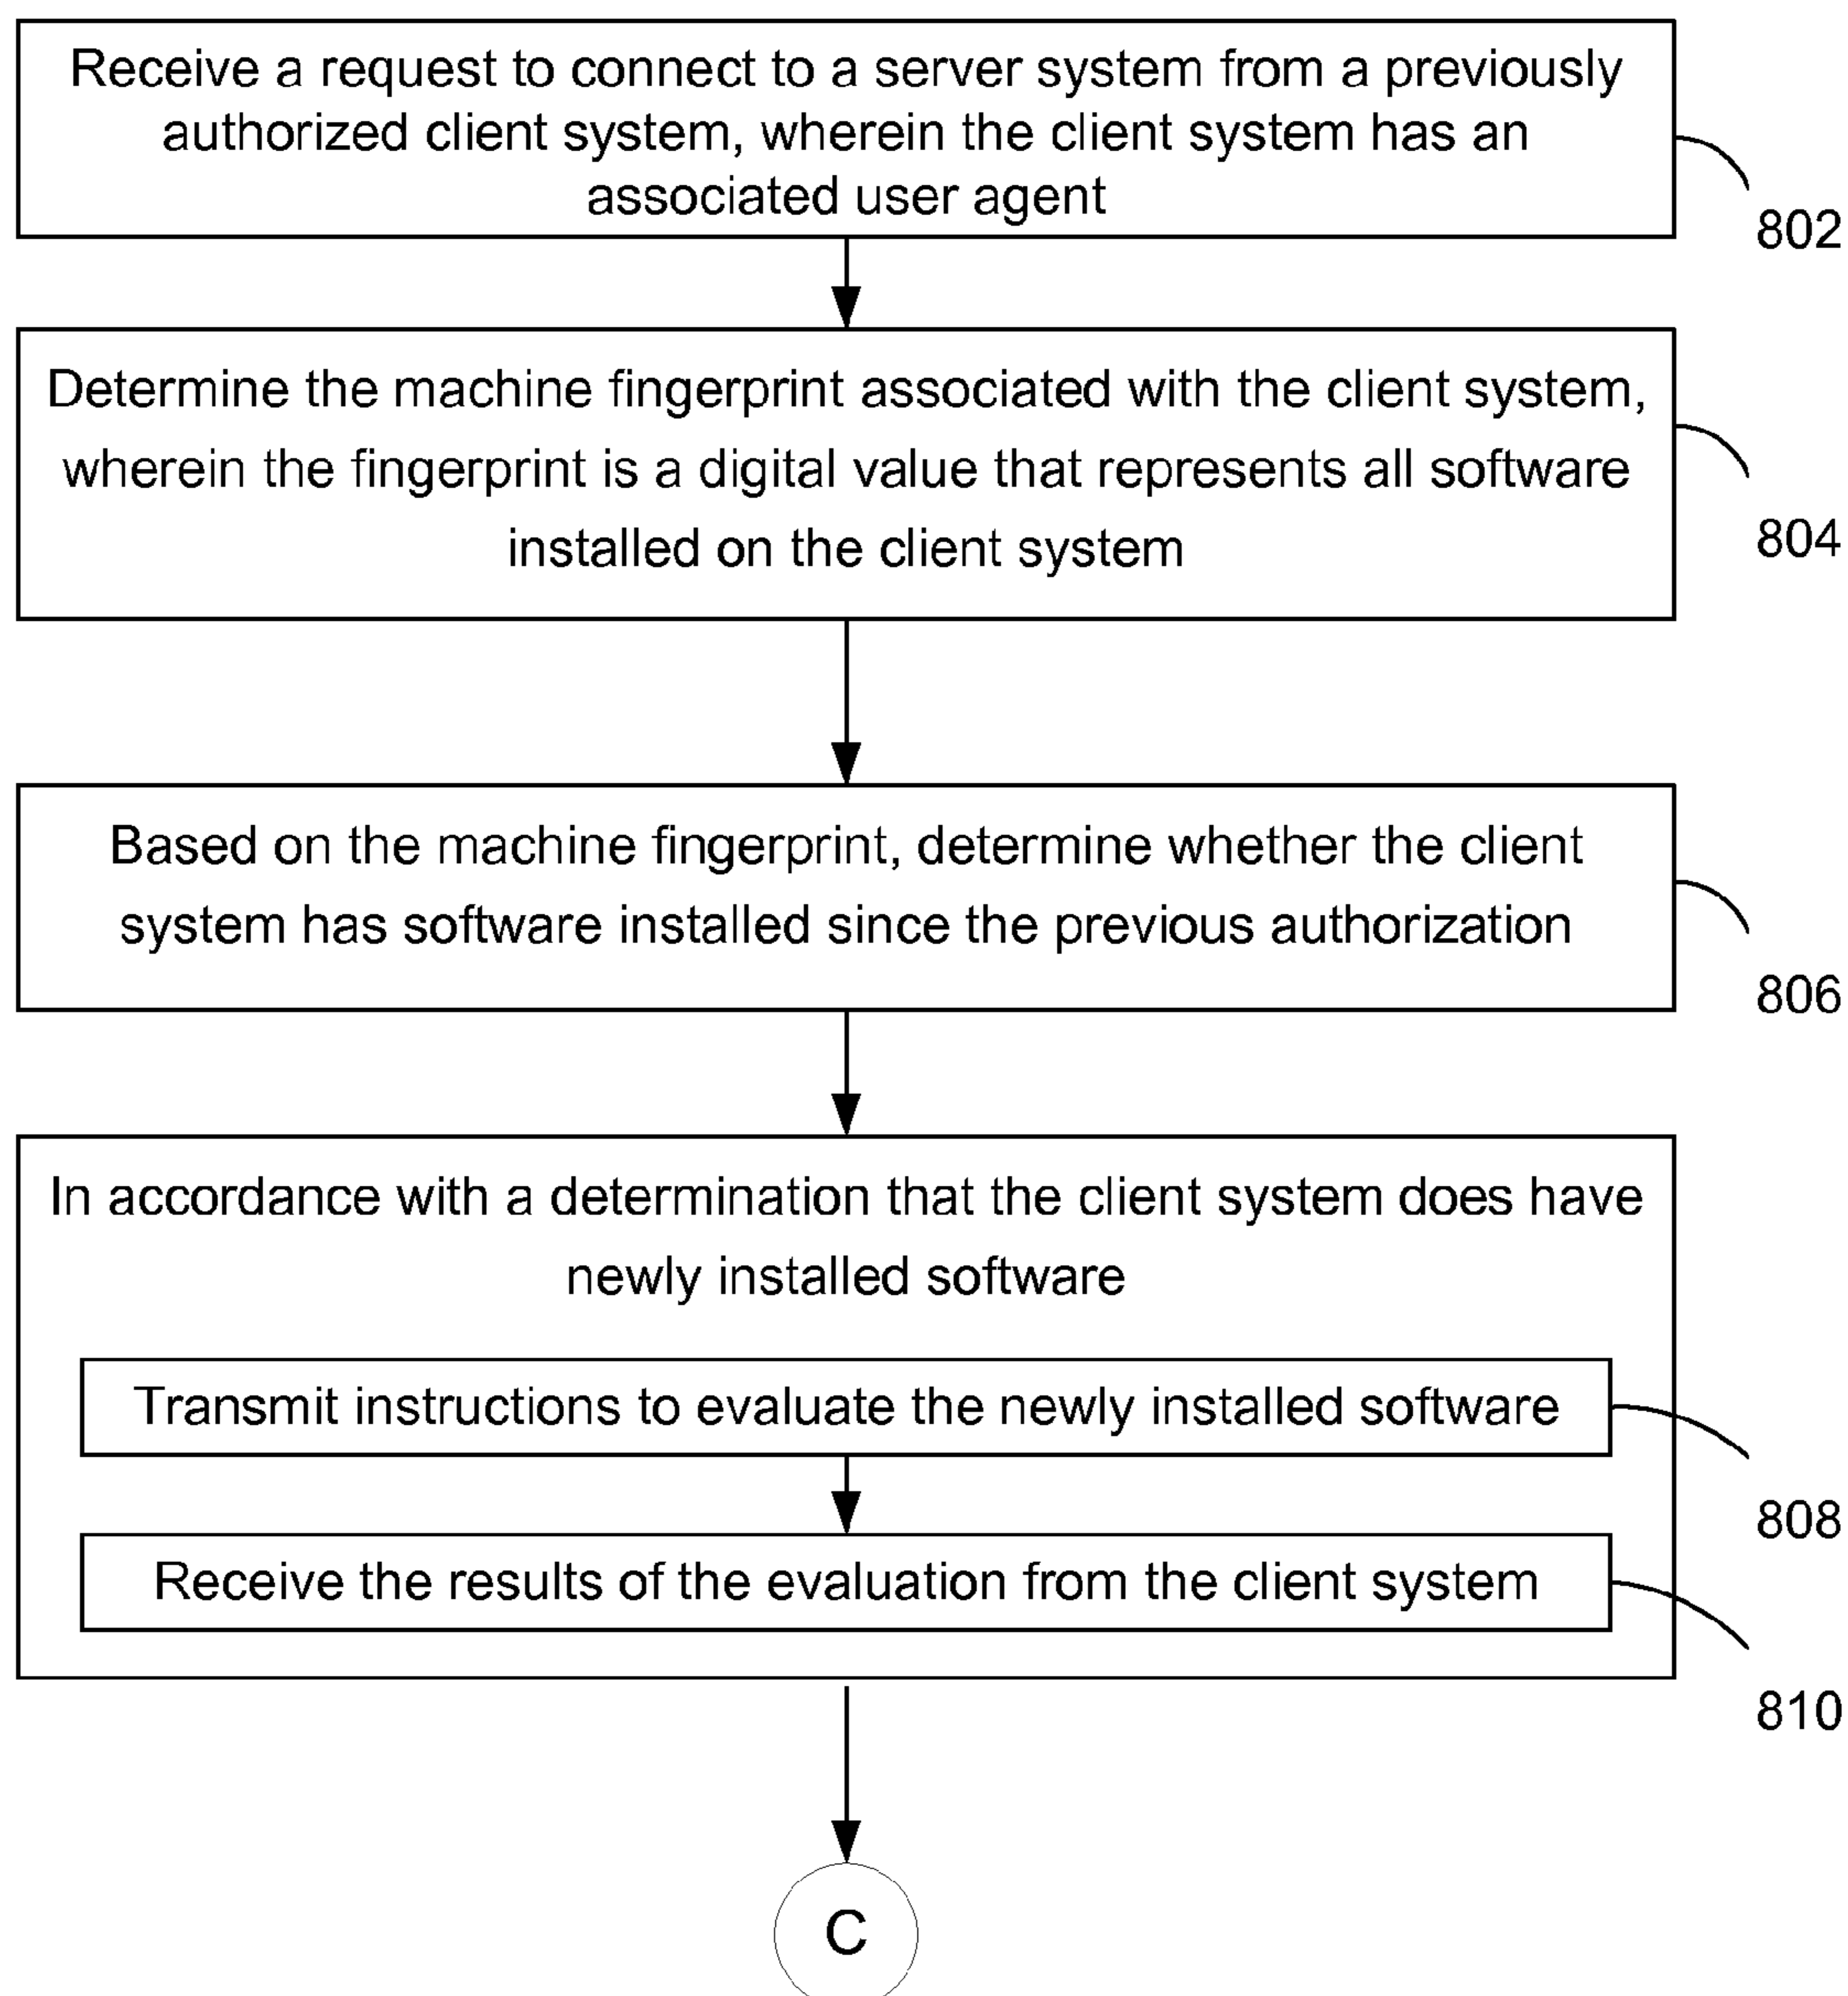 Receive a request to connect to a server system from a previously
authorized client system, wherein the client system has an
associated user agent
802
Determine the machine fingerprint associated with the client system,
wherein the fingerprint is a digital value that represents all software
installed on the client system
804
Based on the machine fingerprint, determine whether the client
system has software installed since the previous authorization
806
In accordance with a determination that the client system does have
newly installed software
Transmit instructions to evaluate the newly installed software
808
Receive the results of the evaluation from the client system
810
C